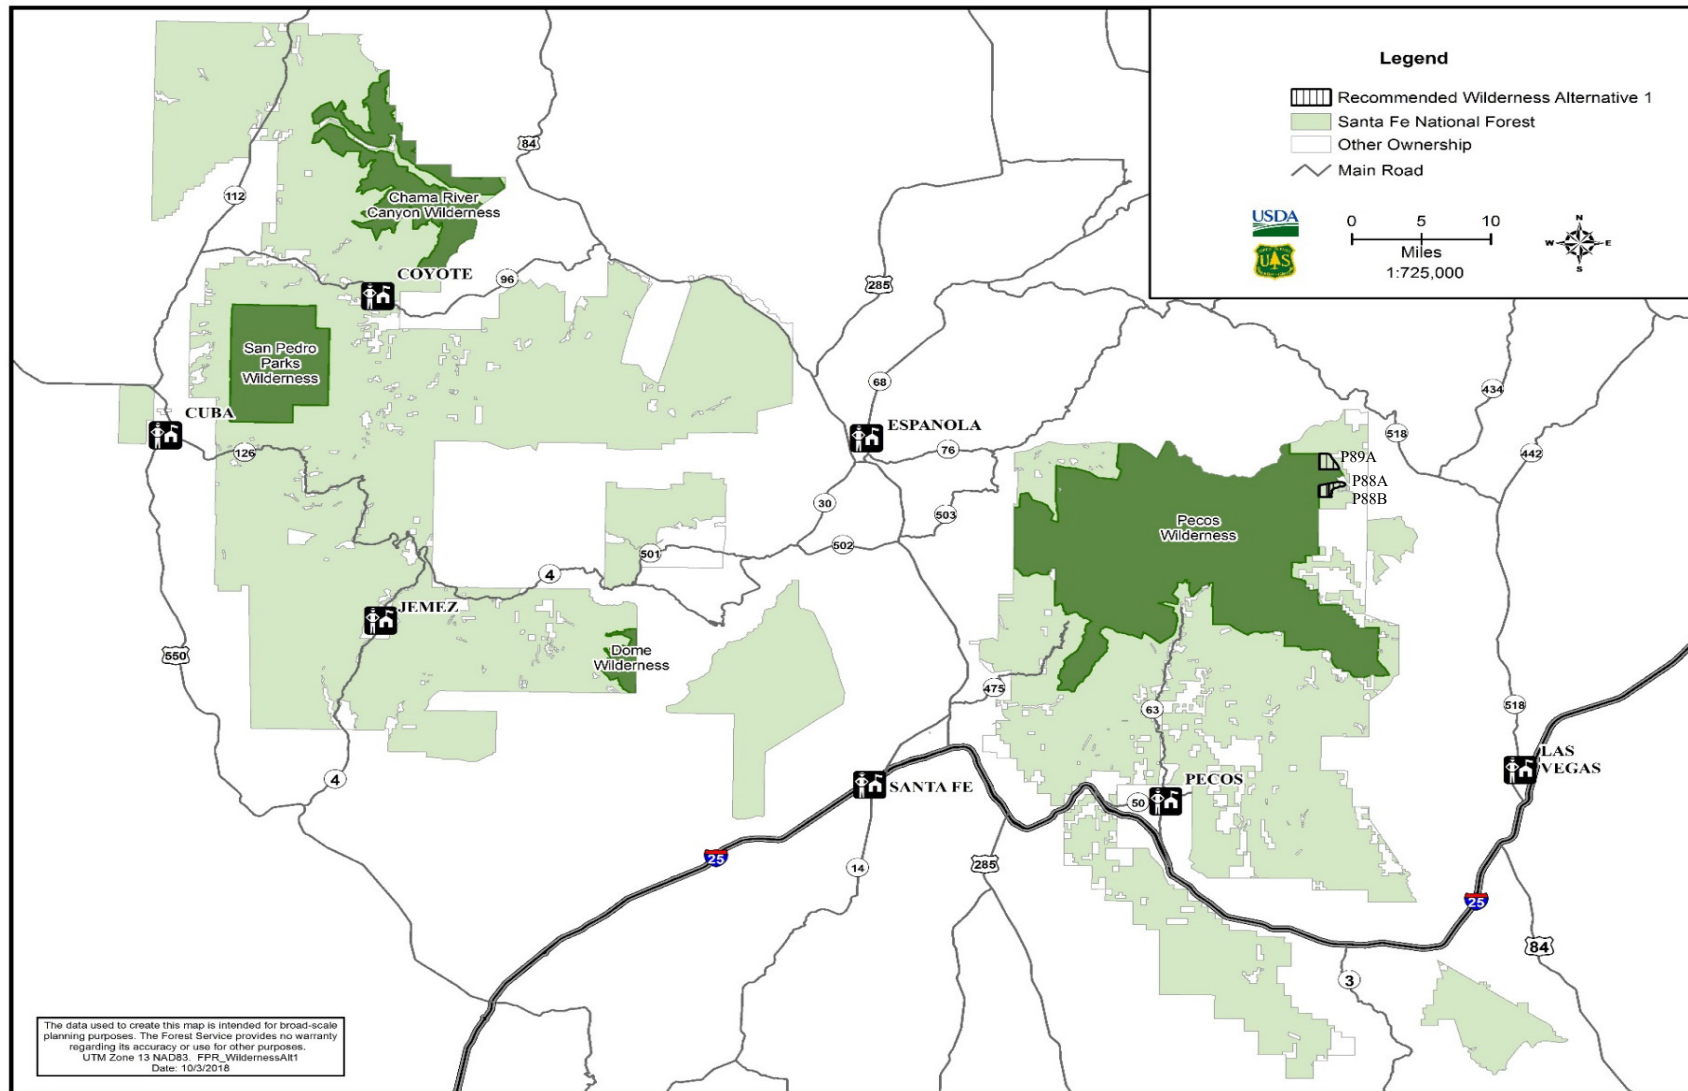 Legend
Recommended Wilderness Alternative 1
Santa Fe National Forest
Other Ownership
Main Road
USDA
0 5 10
Miles
1:725,000
N
W E
S
U S
84
112
Chama River
Canyon Wilderness
COYOTE
96
285
San Pedro
Parks
Wilderness
68
434
CUBA
ESPANOLA
518
126
76
442
P89A
P88A
P88B
30
503
Pecos
Wilderness
502
501
4
JEMEZ
550
Dome
Wilderness
475
63
518
LAS
VEGAS
4
SANTA FE
PECOS
50
25
14
285
25
84
3
The data used to create this map is intended for broad-scale
planning purposes. The Forest Service provides no warranty
regarding its accuracy or use for other purposes.
UTM Zone 13 NAD83. FPR_WildernessAlt1
Date: 10/3/2018